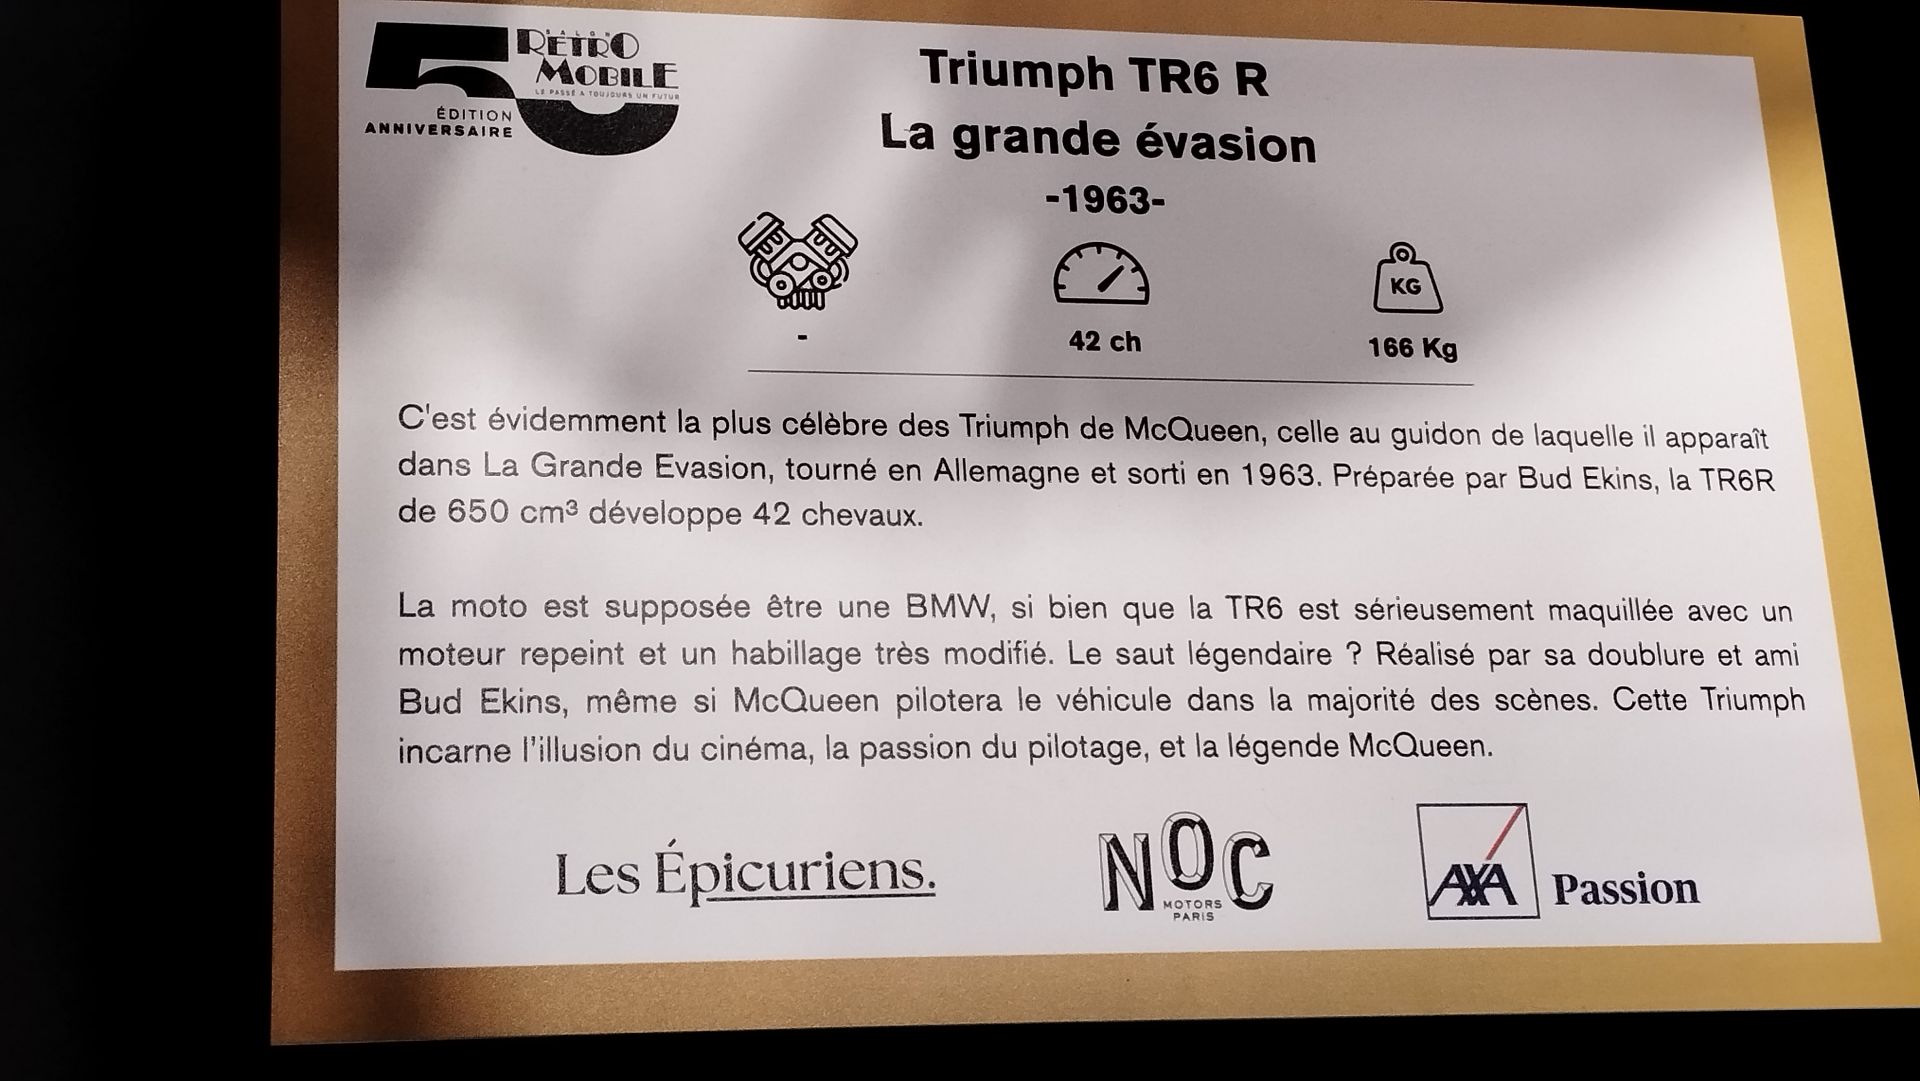 50
SALON
RÉTRO
MOBILE
LE PASSÉ A TOUJOURS UN FUTUR
ÉDITION
ANNIVERSAIRE
Triumph TR6 R
La grande évasion
-1963-
KG
-
42 ch
166 Kg
C'est évidemment la plus célèbre des Triumph de McQueen, celle au guidon de laquelle il apparaît
dans La Grande Evasion, tourné en Allemagne et sorti en 1963. Préparée par Bud Ekins, la TR6R
de 650 cm³ développe 42 chevaux.
La moto est supposée être une BMW, si bien que la TR6 est sérieusement maquillée avec un
moteur repeint et un habillage très modifié. Le saut légendaire ? Réalisé par sa doublure et ami
Bud Ekins, même si McQueen pilotera le véhicule dans la majorité des scènes. Cette Triumph
incarne l'illusion du cinéma, la passion du pilotage, et la légende McQueen.
Les Épicuriens.
NOC
MOTORS
PARIS
AXA Passion